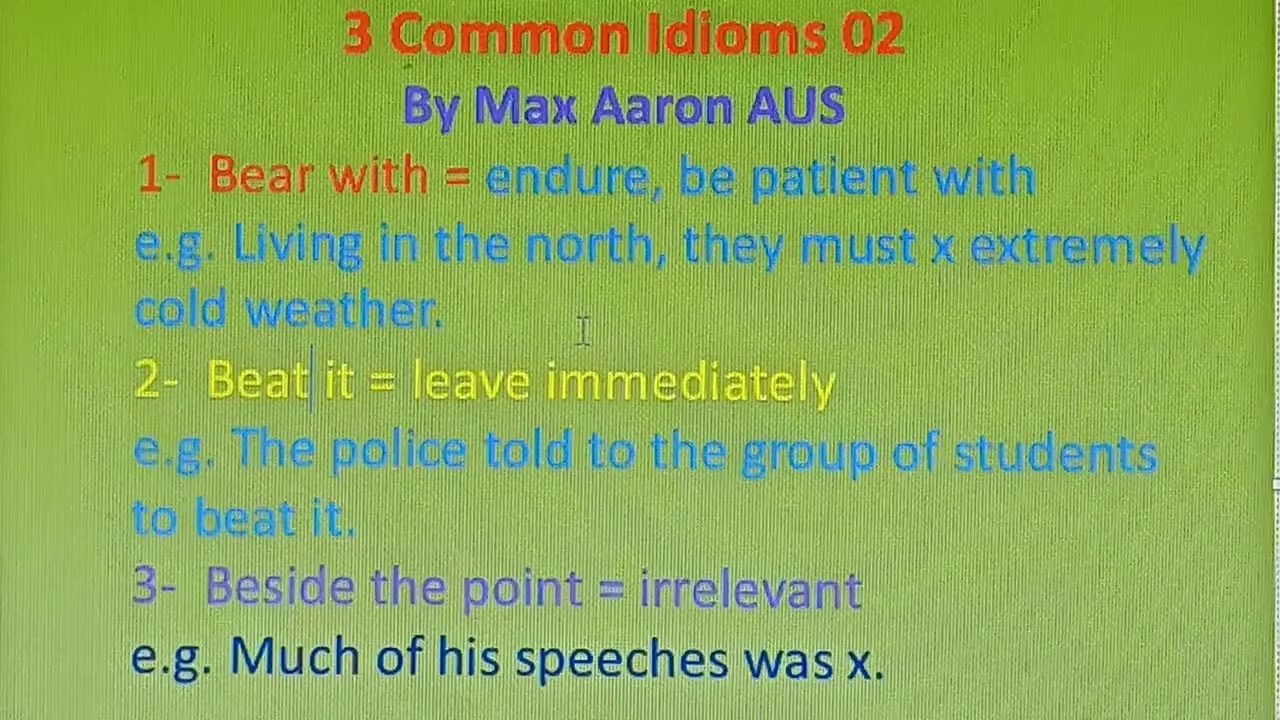 3 Common Idioms 02
By Max Aaron AUS
1- Bear with = endure, be patient with
e.g. Living in the north, they must x extremely
cold weather.
2- Beat it = leave immediately
e.g. The police told to the group of students
to beat it.
3- Beside the point = irrelevant
e.g. Much of his speeches was x.